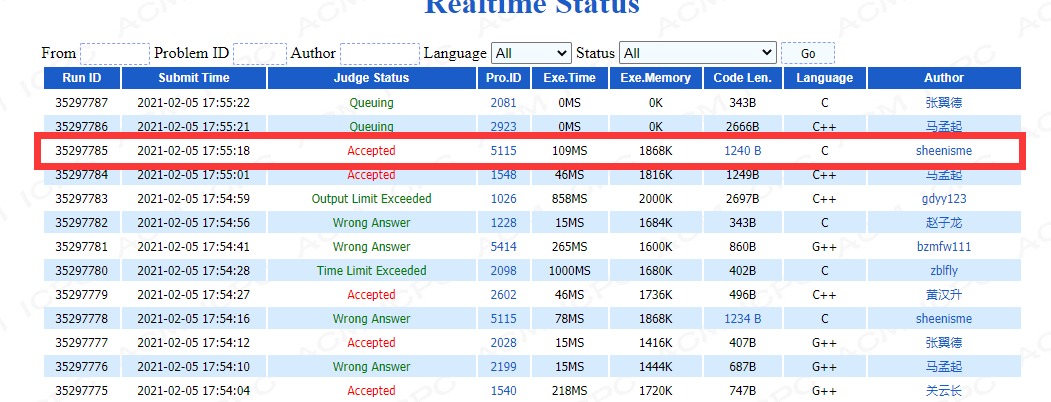 Realtime Status
From Problem ID Author Language All Status All Go
Run ID Submit Time Judge Status Pro.ID Exe.Time Exe.Memory Code Len. Language Author
35297787 2021-02-05 17:55:22 Queuing 2081 0MS 0K 343B C 张翼德
35297786 2021-02-05 17:55:21 Queuing 2923 0MS 0K 2666B C++ 马孟起
35297785 2021-02-05 17:55:18 Accepted 5115 109MS 1868K 1240 B C sheenisme
35297784 2021-02-05 17:55:01 Accepted 1548 46MS 1816K 1249B C++ 马孟起
35297783 2021-02-05 17:54:59 Output Limit Exceeded 1026 858MS 2000K 2697B C++ gdyy123
35297782 2021-02-05 17:54:56 Wrong Answer 1228 15MS 1684K 343B C 赵子龙
35297781 2021-02-05 17:54:41 Wrong Answer 5414 265MS 1600K 860B G++ bzmfw111
35297780 2021-02-05 17:54:28 Time Limit Exceeded 2098 1000MS 1680K 402B C zblfly
35297779 2021-02-05 17:54:27 Accepted 2602 46MS 1736K 496B C++ 黄汉升
35297778 2021-02-05 17:54:16 Wrong Answer 5115 78MS 1868K 1234 B C sheenisme
35297777 2021-02-05 17:54:12 Accepted 2028 15MS 1416K 407B G++ 张翼德
35297776 2021-02-05 17:54:10 Wrong Answer 2199 15MS 1444K 687B G++ 马孟起
35297775 2021-02-05 17:54:04 Accepted 1540 218MS 1720K 747B G++ 关云长